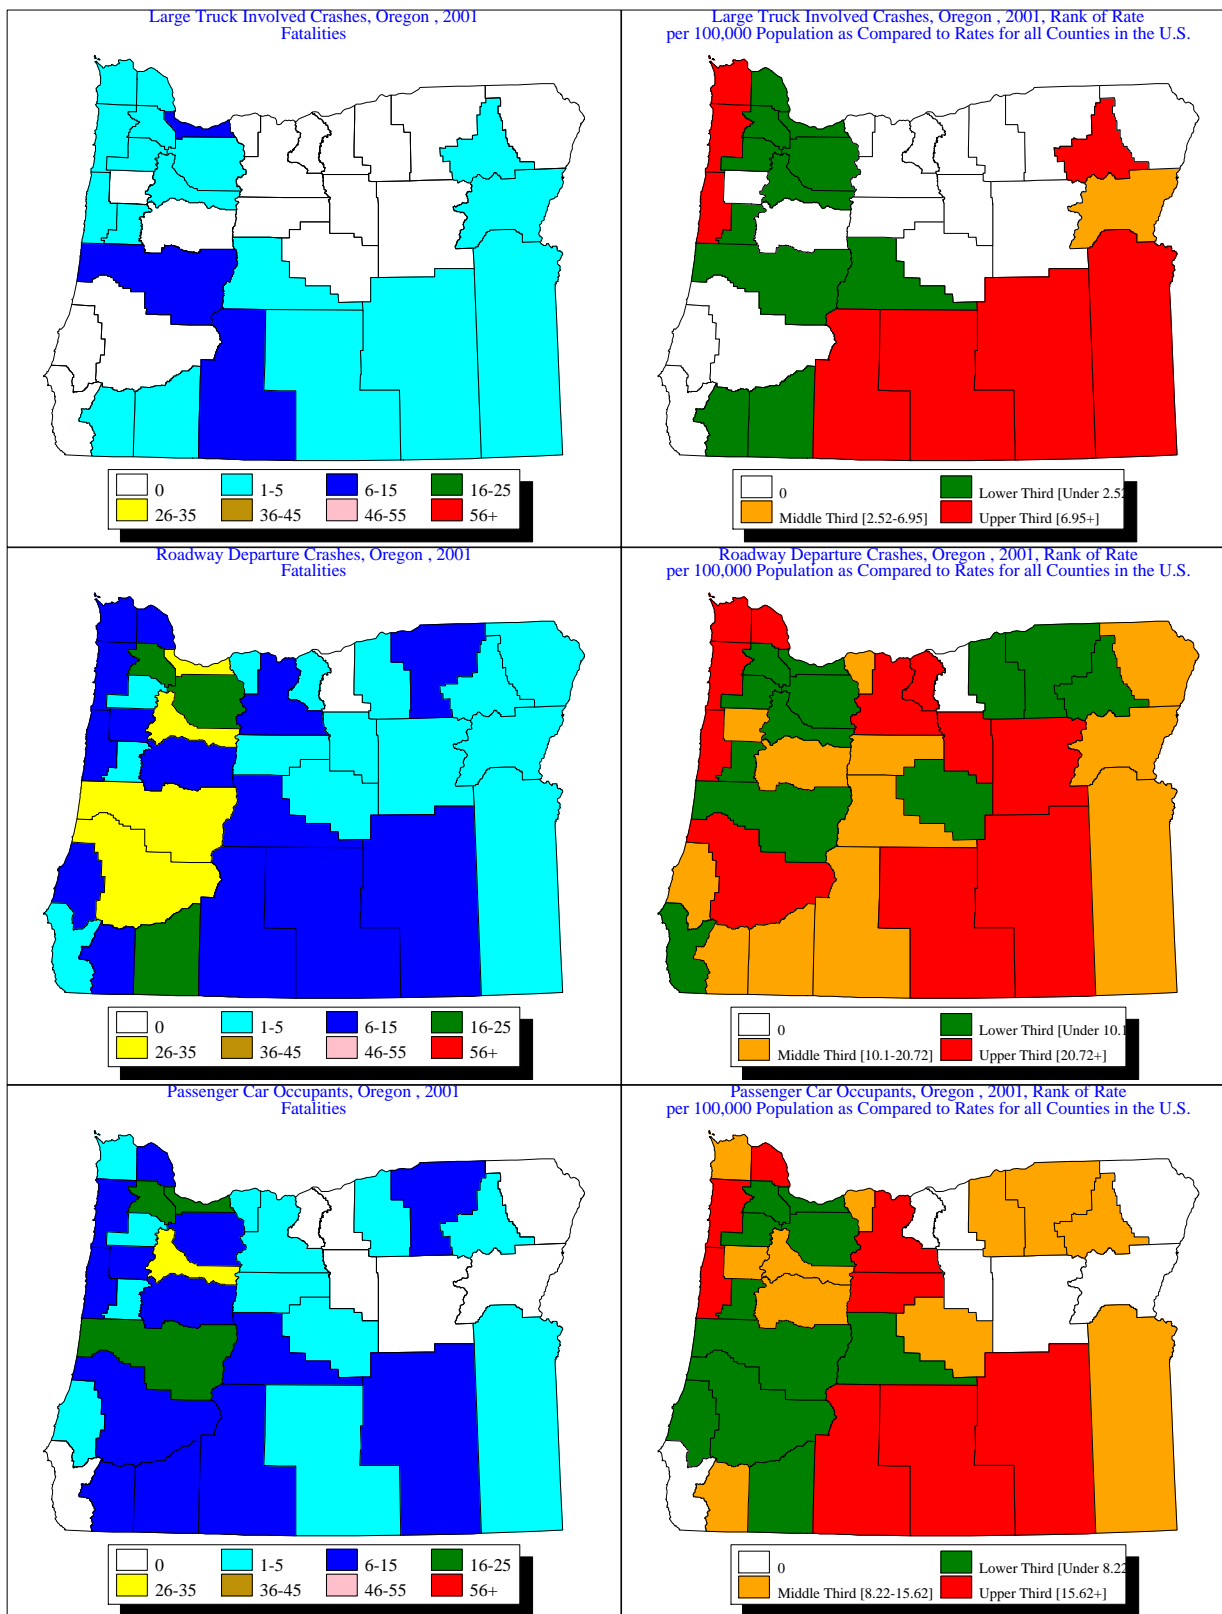 Large Truck Involved Crashes, Oregon , 2001
Fatalities
0
1-5
6-15
16-25
26-35
36-45
46-55
56+
Large Truck Involved Crashes, Oregon , 2001, Rank of Rate
per 100,000 Population as Compared to Rates for all Counties in the U.S.
0
Lower Third [Under 2.52
Middle Third [2.52-6.95]
Upper Third [6.95+]
Roadway Departure Crashes, Oregon , 2001
Fatalities
0
1-5
6-15
16-25
26-35
36-45
46-55
56+
Roadway Departure Crashes, Oregon , 2001, Rank of Rate
per 100,000 Population as Compared to Rates for all Counties in the U.S.
0
Lower Third [Under 10.1
Middle Third [10.1-20.72]
Upper Third [20.72+]
Passenger Car Occupants, Oregon , 2001
Fatalities
0
1-5
6-15
16-25
26-35
36-45
46-55
56+
Passenger Car Occupants, Oregon , 2001, Rank of Rate
per 100,000 Population as Compared to Rates for all Counties in the U.S.
0
Lower Third [Under 8.22
Middle Third [8.22-15.62]
Upper Third [15.62+]